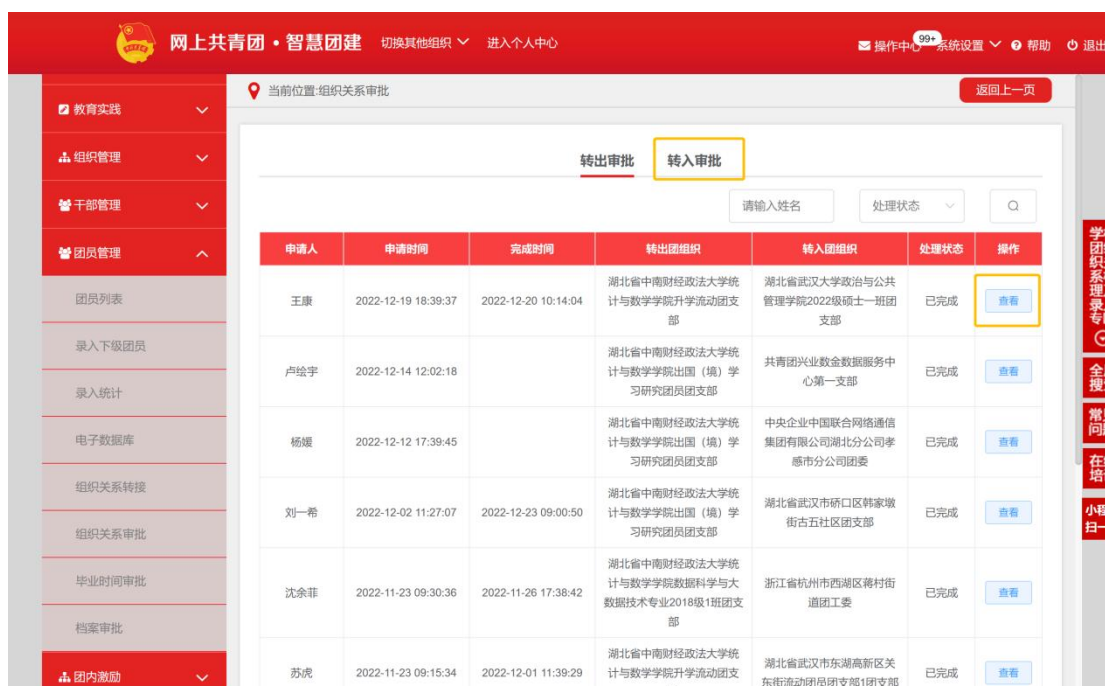 网上共青团·智慧团建 切换其他组织 进入个人中心 操作中心 99+ 系统设置 帮助 退出
当前位置:组织关系审批 返回上一页
教育实践
组织管理
干部管理
团员管理
团员列表
录入下级团员
录入统计
电子数据库
组织关系转接
组织关系审批
毕业时间审批
档案审批
团内激励
转出审批 转入审批
请输入姓名 处理状态
申请人 申请时间 完成时间 转出团组织 转入团组织 处理状态 操作
王康 2022-12-19 18:39:37 2022-12-20 10:14:04 湖北省中南财经政法大学统
计与数学学院升学流动团支
部
湖北省武汉大学政治与公共
管理学院2022级硕士一班团
支部
已完成 查看
卢绘宇 2022-12-14 12:02:18 湖北省中南财经政法大学统
计与数学学院出国（境）学
习研究团员团支部
共青团兴业数金数据服务中
心第一支部
已完成 查看
杨媛 2022-12-12 17:39:45 湖北省中南财经政法大学统
计与数学学院出国（境）学
习研究团员团支部
中央企业中国联合网络通信
集团有限公司湖北分公司孝
感市分公司团委
已完成 查看
刘一希 2022-12-02 11:27:07 2022-12-23 09:00:50 湖北省中南财经政法大学统
计与数学学院出国（境）学
习研究团员团支部
湖北省武汉市硚口区韩家墩
街古五社区团支部
已完成 查看
沈余菲 2022-11-23 09:30:36 2022-11-26 17:38:42 湖北省中南财经政法大学统
计与数学学院数据科学与大
数据技术专业2018级1班团支
部
浙江省杭州市西湖区蒋村街
道团工委
已完成 查看
苏虎 2022-11-23 09:15:34 2022-12-01 11:39:29 湖北省中南财经政法大学统
计与数学学院升学流动团支
湖北省武汉市东湖高新区关
东街流动团员团支部1团支部
已完成 查看